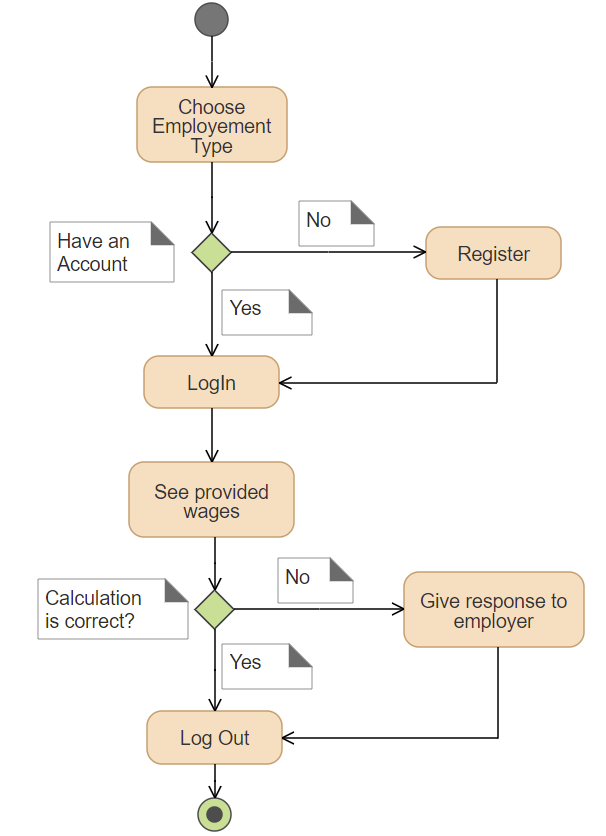 Choose
Employement
Type
No
Have an
Account
Register
Yes
LogIn
See provided
wages
No
Calculation
is correct?
Give response to
employer
Yes
Log Out